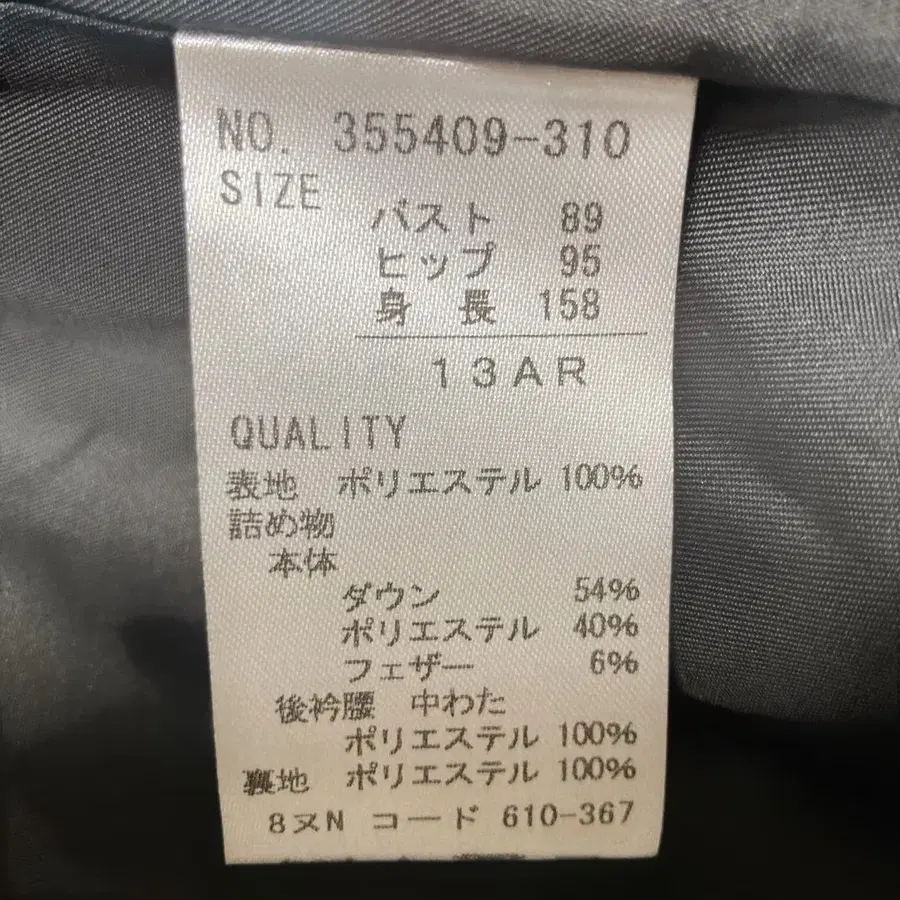 NO. 355409-310
SIZE
バスト 89
ヒップ 95
身 長 158
13AR
QUALITY
表地 ポリエステル 100%
詰め物
本体
ダウン 54%
ポリエステル 40%
フェザー 6%
後衿腰 中わた
ポリエステル 100%
裏地 ポリエステル 100%
8ヌN コード 610-367